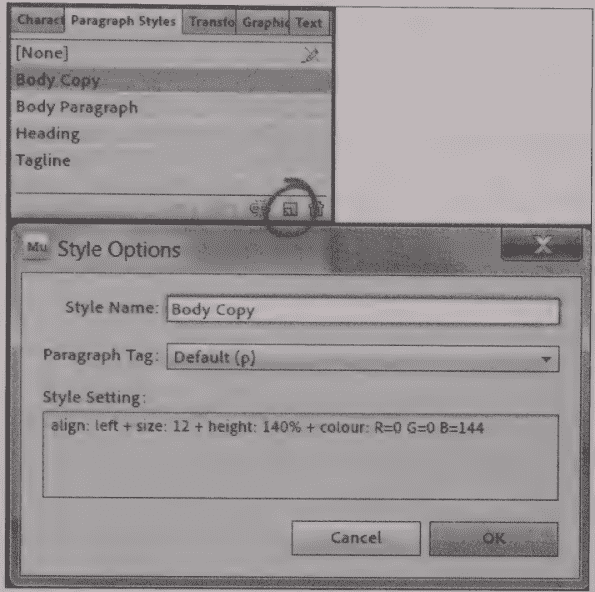 Charact Paragraph Styles Transfo Graphic Text
[None]
Body Copy
Body Paragraph
Heading
Tagline
Mu Style Options
Style Name: Body Copy
Paragraph Tag: Default (p)
Style Setting:
align: left + size: 12 + height: 140% + colour: R=0 G=0 B=144
Cancel OK